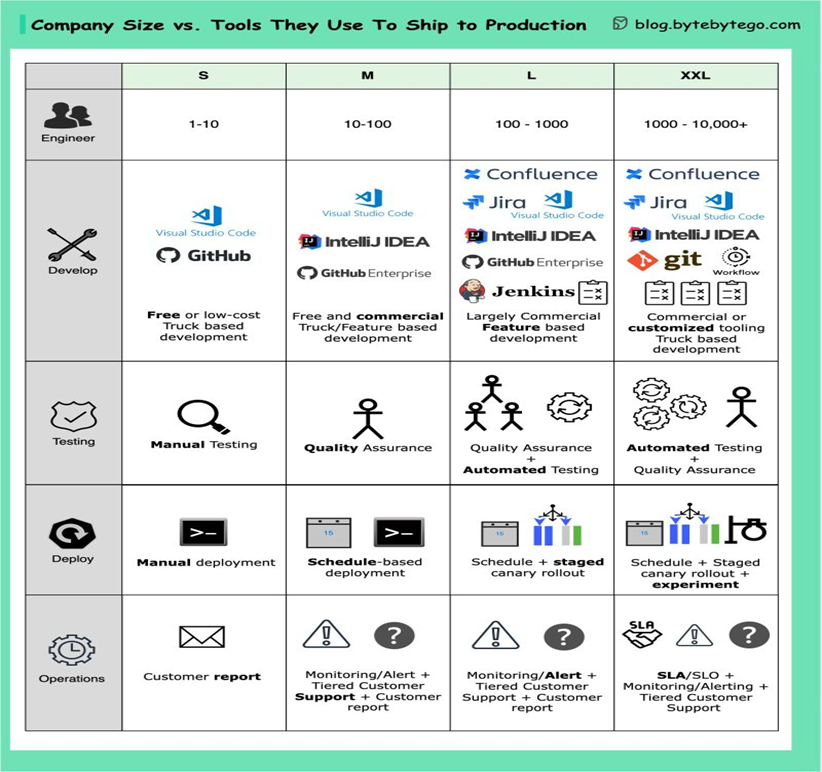 Company Size vs. Tools They Use To Ship to Production
blog.bytebytego.com
S
M
L
XXL
Engineer
1-10
10-100
100 - 1000
1000 - 10,000+
Develop
Visual Studio Code
GitHub
Free or low-cost
Truck based
development
Visual Studio Code
IJ
IntelliJ IDEA
GitHub Enterprise
Free and commercial
Truck/Feature based
development
Confluence
Jira
Visual Studio Code
IJ
IntelliJ IDEA
GitHub Enterprise
Jenkins
Largely Commercial
Feature based
development
Confluence
Jira
Visual Studio Code
IJ
IntelliJ IDEA
git
Workflow
Commercial or
customized tooling
Truck based
development
Testing
Manual Testing
Quality Assurance
Quality Assurance
+
Automated Testing
Automated Testing
+
Quality Assurance
Deploy
>-
Manual deployment
15
>-
Schedule-based
deployment
15
Schedule + staged
canary rollout
15
Schedule + Staged
canary rollout +
experiment
Operations
Customer report
!
?
Monitoring/Alert +
Tiered Customer
Support + Customer
report
!
?
Monitoring/Alert +
Tiered Customer
Support + Customer
report
SLA
!
?
SLA/SLO +
Monitoring/Alerting +
Tiered Customer
Support